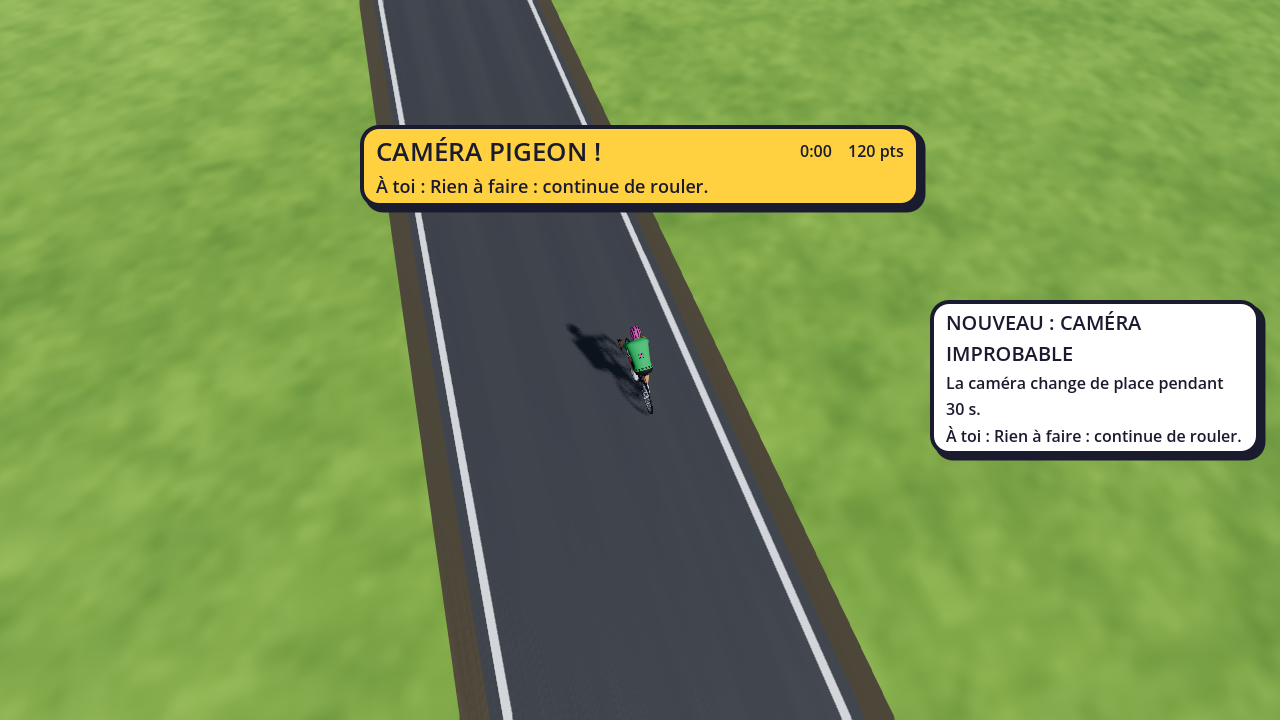 CAMÉRA PIGEON !
0:00 120 pts
À toi : Rien à faire : continue de rouler.
NOUVEAU : CAMÉRA
IMPROBABLE
La caméra change de place pendant
30 s.
À toi : Rien à faire : continue de rouler.